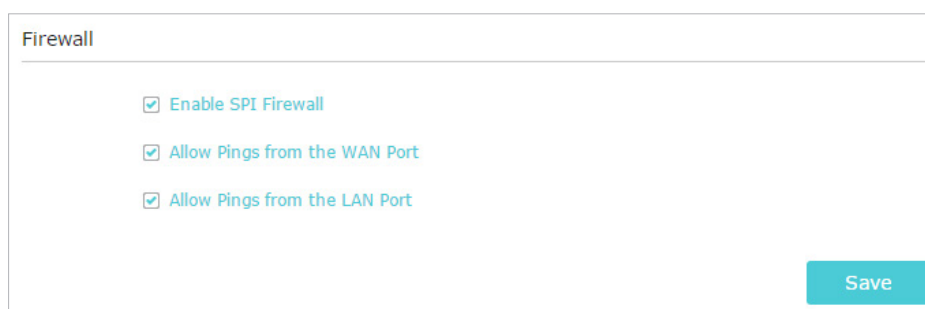 Firewall
Enable SPI Firewall
Allow Pings from the WAN Port
Allow Pings from the LAN Port
Save